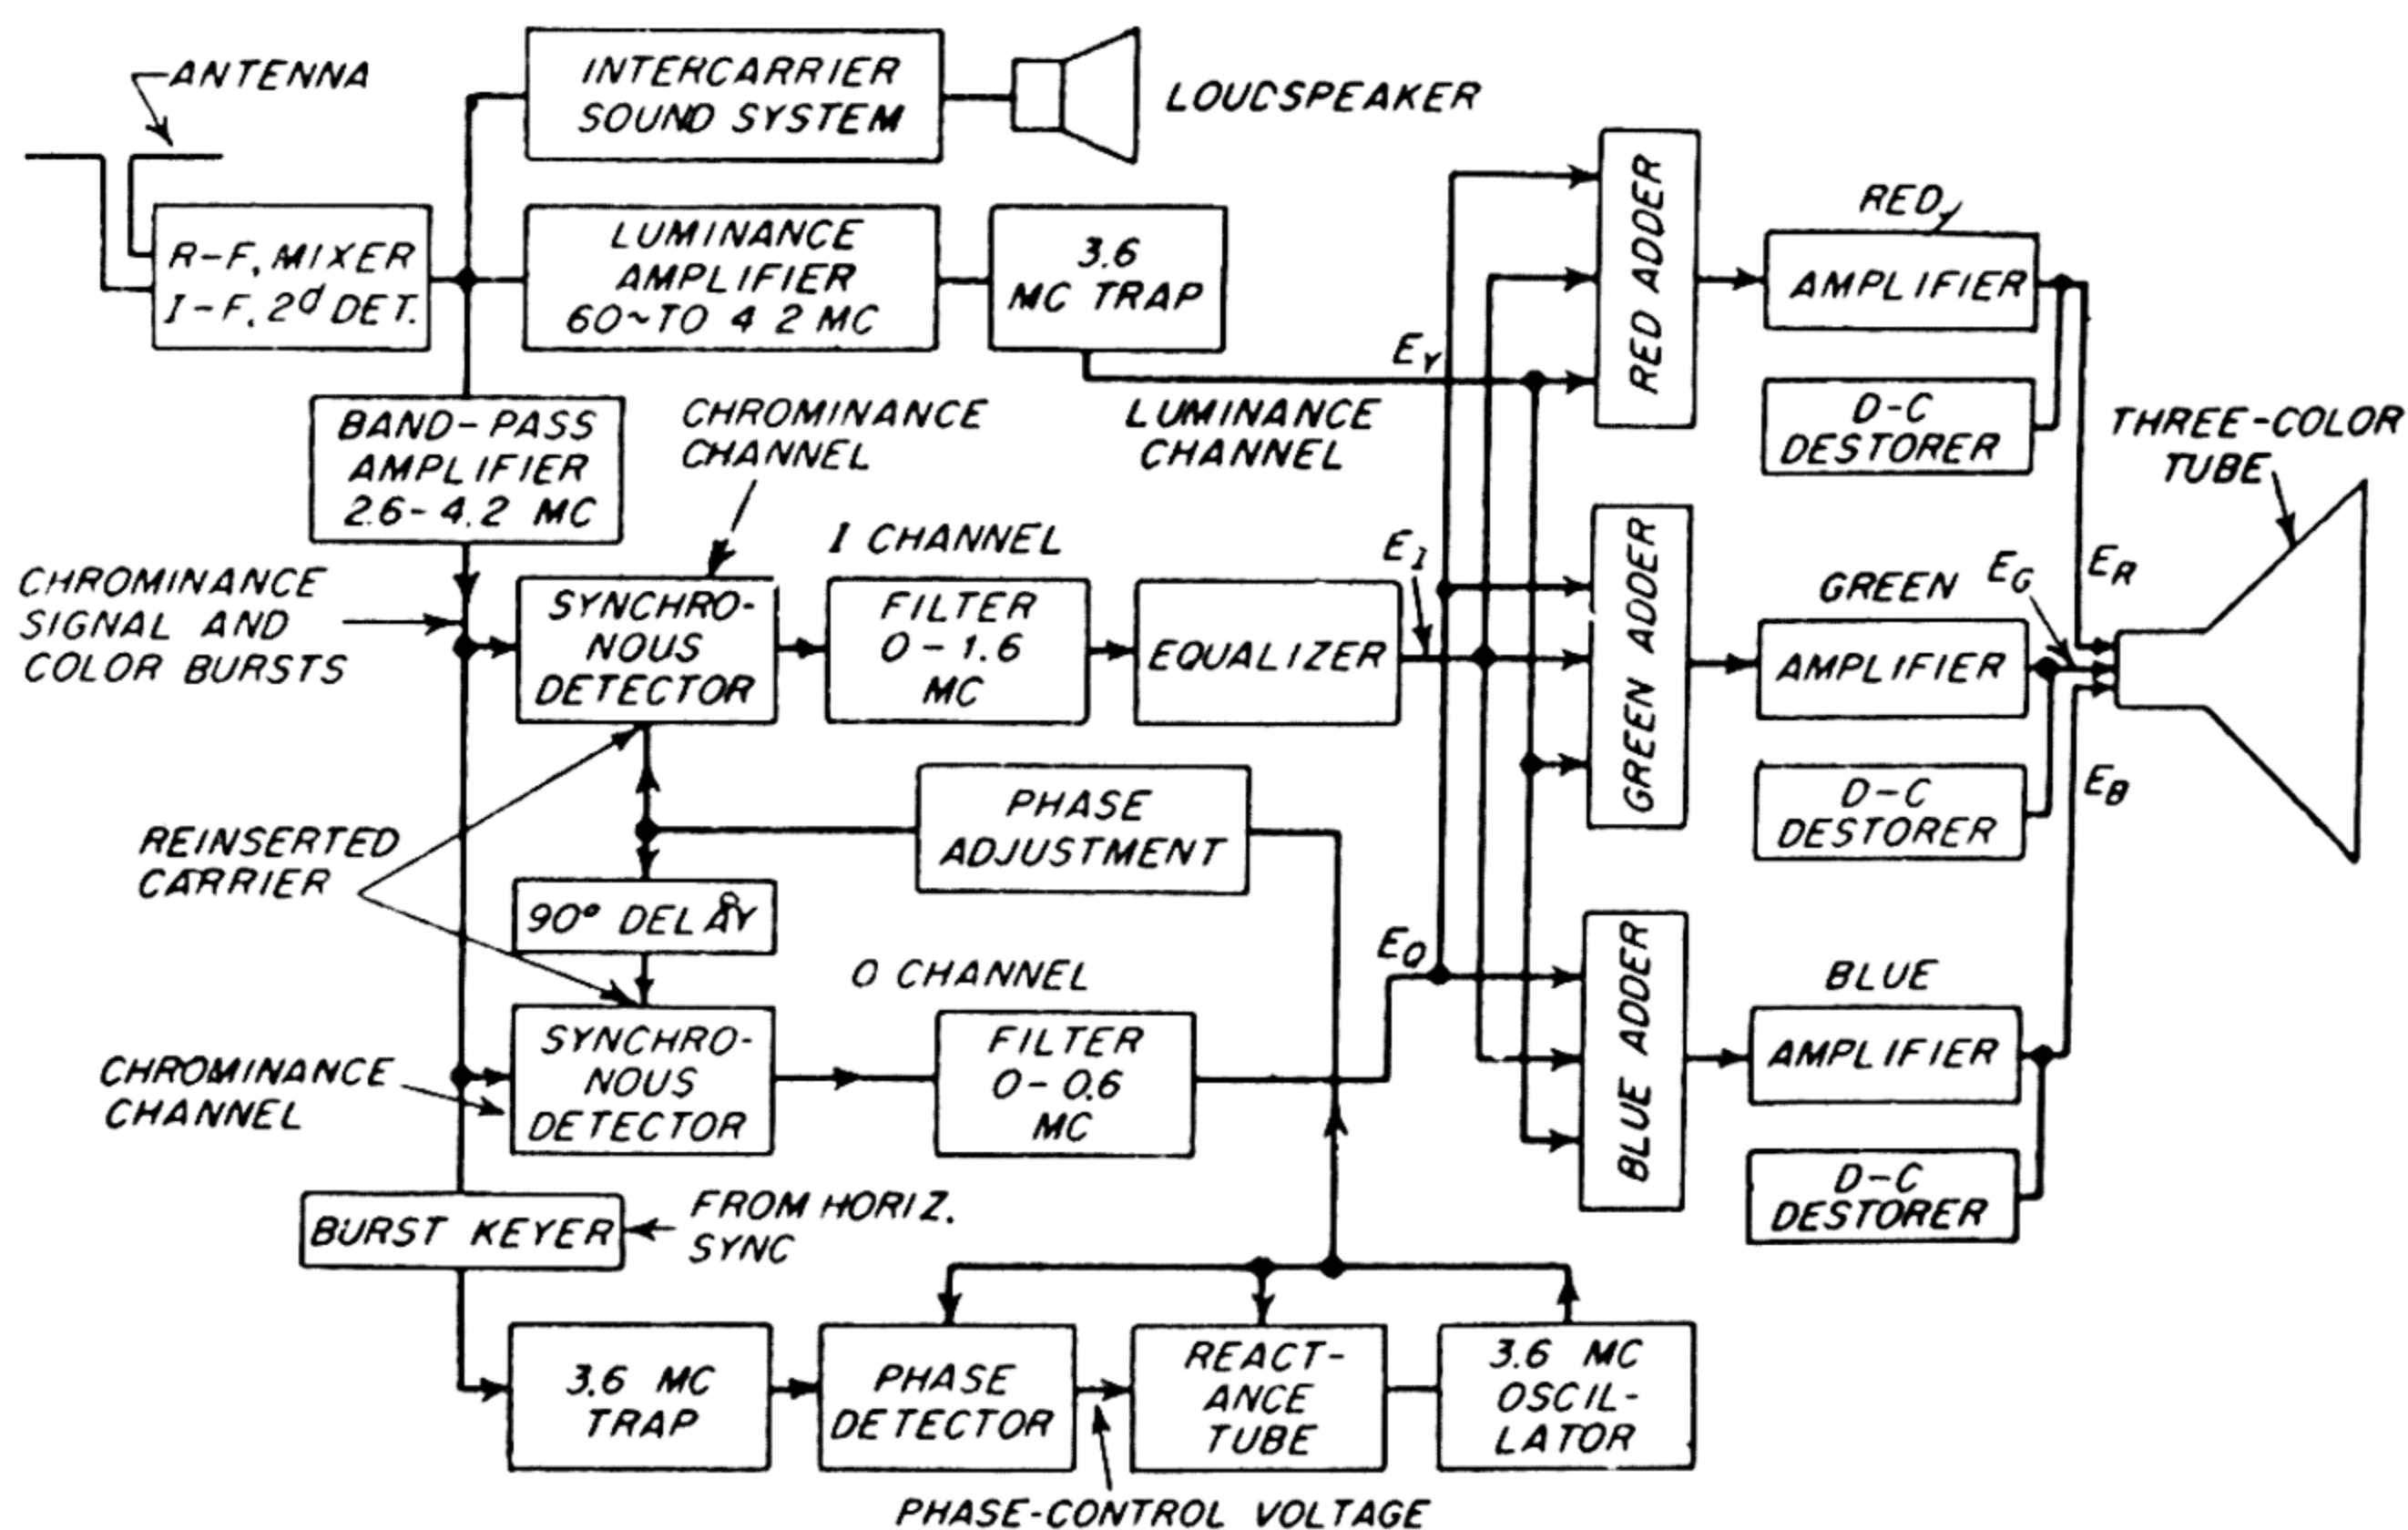 ANTENNA
INTERCARRIER
SOUND SYSTEM
LOUDSPEAKER
R-F, MIXER
I-F, 2d DET.
LUMINANCE
AMPLIFIER
60~TO 4 2 MC
3.6
MC TRAP
RED ADDER
RED
AMPLIFIER
D-C
DESTORER
THREE-COLOR
TUBE
EY
LUMINANCE
CHANNEL
BAND-PASS
AMPLIFIER
2.6-4.2 MC
CHROMINANCE
CHANNEL
CHROMINANCE
SIGNAL AND
COLOR BURSTS
SYNCHRO-
NOUS
DETECTOR
I CHANNEL
FILTER
0-1.6
MC
EQUALIZER
EI
GREEN ADDER
GREEN
AMPLIFIER
EG
ER
D-C
DESTORER
EB
REINSERTED
CARRIER
PHASE
ADJUSTMENT
90° DELAY
O CHANNEL
EQ
CHROMINANCE
CHANNEL
SYNCHRO-
NOUS
DETECTOR
FILTER
0-0.6
MC
BLUE ADDER
BLUE
AMPLIFIER
D-C
DESTORER
BURST KEYER
FROM HORIZ.
SYNC
3.6 MC
TRAP
PHASE
DETECTOR
REACT-
ANCE
TUBE
3.6 MC
OSCIL-
LATOR
PHASE-CONTROL VOLTAGE